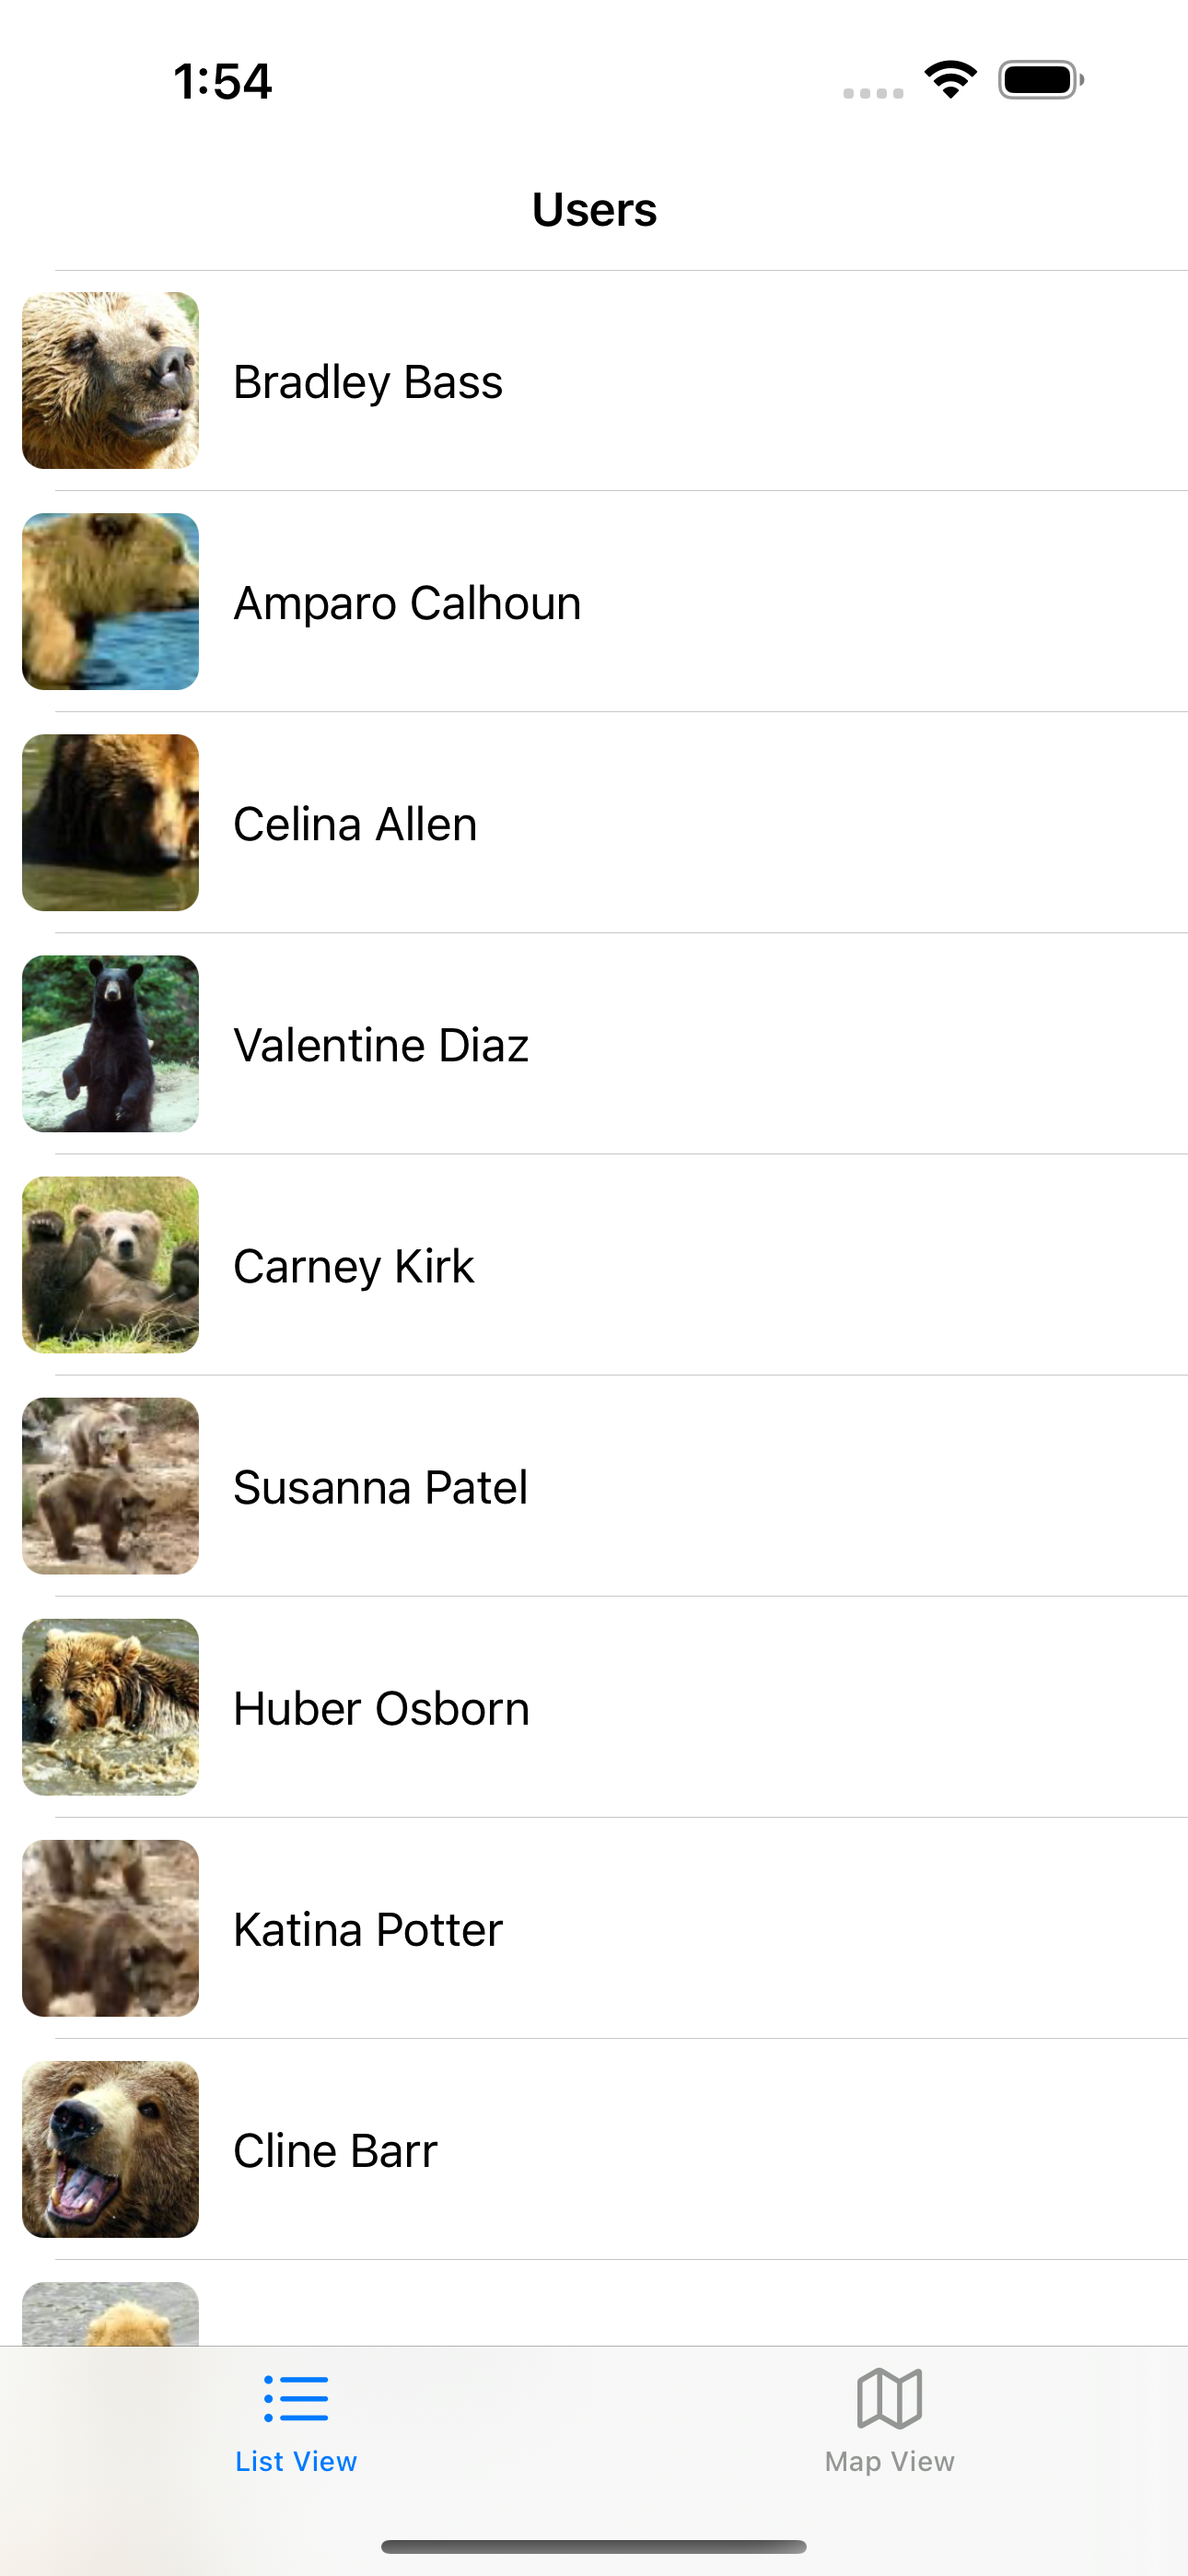 1:54
Users
Bradley Bass
Amparo Calhoun
Celina Allen
Valentine Diaz
Carney Kirk
Susanna Patel
Huber Osborn
Katina Potter
Cline Barr
List View
Map View